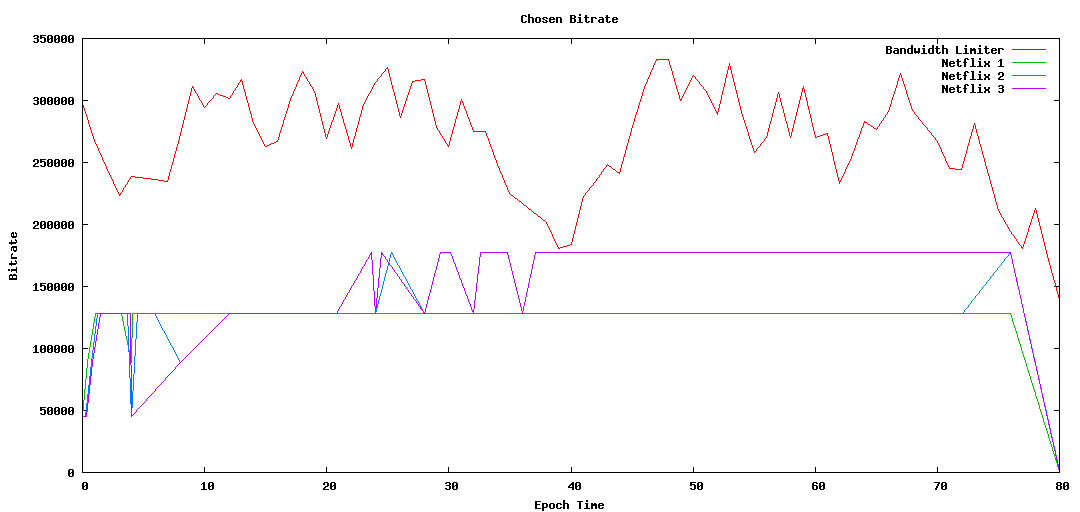 Chosen Bitrate
350000
300000
250000
200000
150000
100000
50000
0
Bitrate
Bandwidth Limiter
Netflix 1
Netflix 2
Netflix 3
0 10 20 30 40 50 60 70 80
Epoch Time